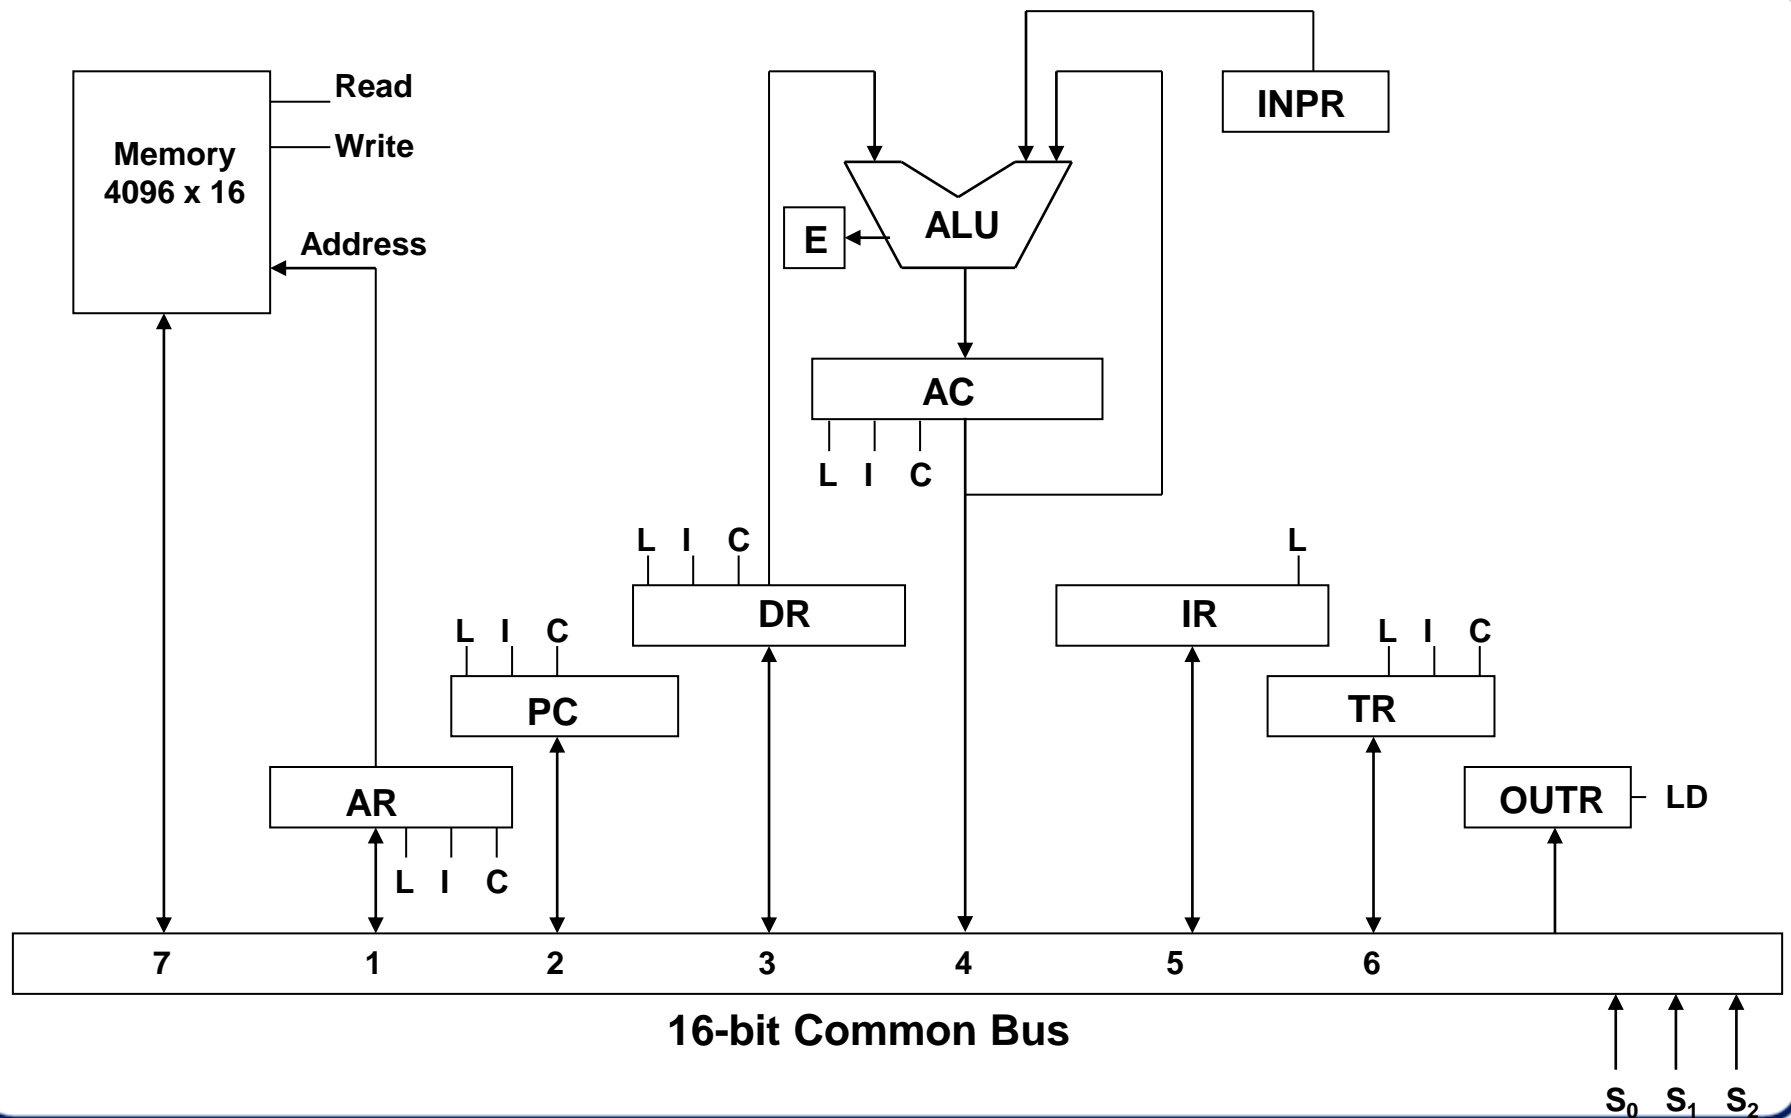 Read
INPR
Write
Memory
4096 x 16
ALU
E
Address
AC
L I C
L I C
L
DR
IR
L I C
L I C
PC
TR
AR
OUTR
LD
L I C
7 1 2 3 4 5 6
16-bit Common Bus
S₀ S₁ S₂